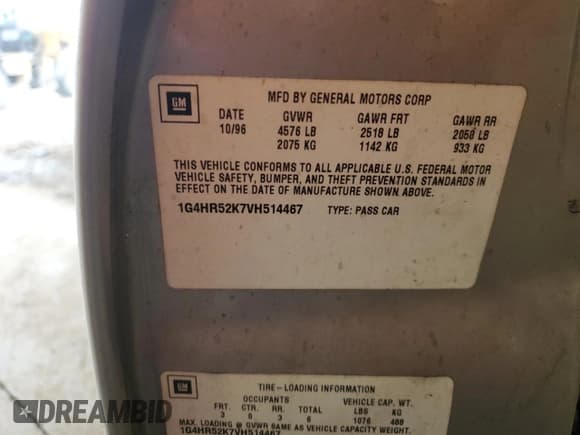 GM
MFD BY GENERAL MOTORS CORP
DATE GVWR GAWR FRT GAWR RR
10/96 4576 LB 2518 LB 2058 LB
2075 KG 1142 KG 933 KG
THIS VEHICLE CONFORMS TO ALL APPLICABLE U.S. FEDERAL MOTOR
VEHICLE SAFETY, BUMPER, AND THEFT PREVENTION STANDARDS IN
EFFECT ON THE DATE OF MANUFACTURE SHOWN ABOVE.
1G4HR52K7VH514467 TYPE: PASS CAR
GM
TIRE–LOADING INFORMATION
OCCUPANTS VEHICLE CAP. WT.
FRT. CTR. RR. TOTAL LBS KG
3 0 3 6 1076 488
MAX. LOADING @ GVWR SAME AS VEHICLE CAPACITY WEIGHT.
1G4HR52K7VH514467
DREAMBID